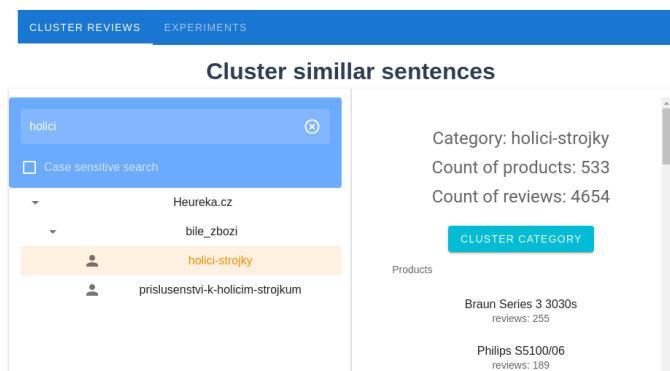 CLUSTER REVIEWS EXPERIMENTS
Cluster simillar sentences
holici
Case sensitive search
Heureka.cz
bile_zbozi
holici-strojky
prislusenstvi-k-holicim-strojkum
Category: holici-strojky
Count of products: 533
Count of reviews: 4654
CLUSTER CATEGORY
Products
Braun Series 3 3030s
reviews: 255
Philips S5100/06
reviews: 189